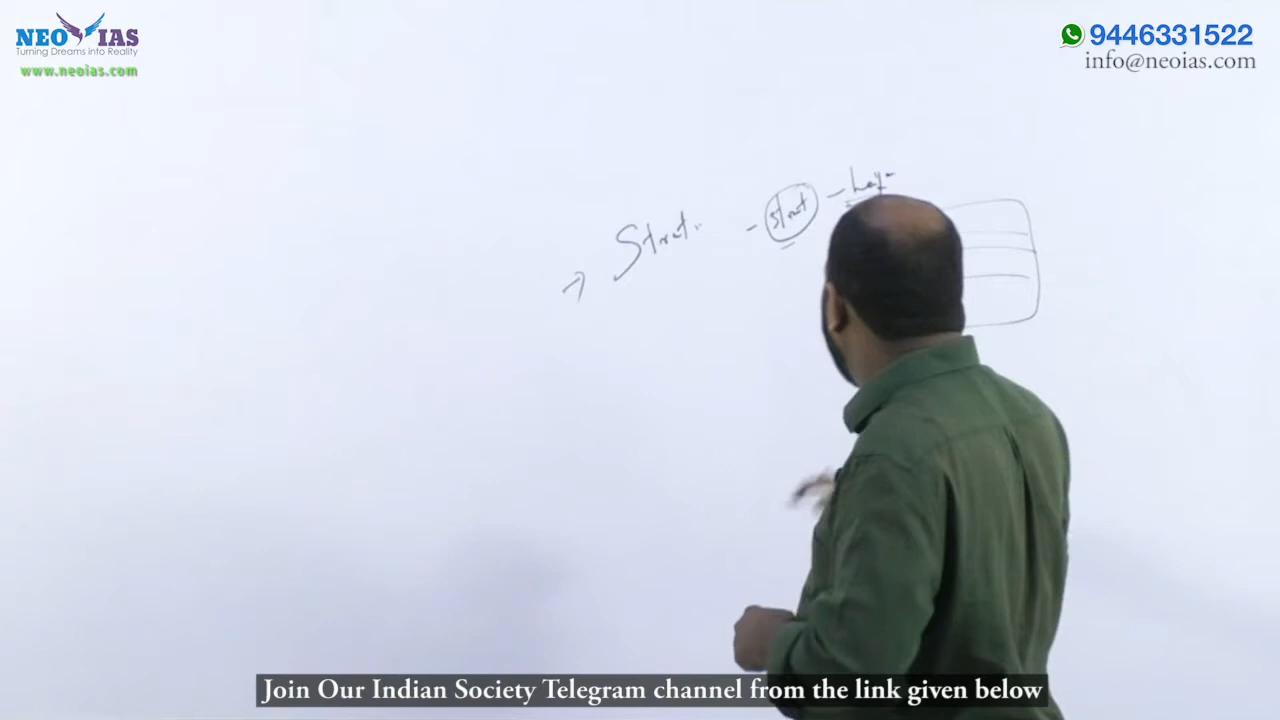 NEO IAS
Turning Dreams into Reality
www.neoias.com
9446331522
info@neoias.com
→ Strat.. - Strat -
Join Our Indian Society Telegram channel from the link given below